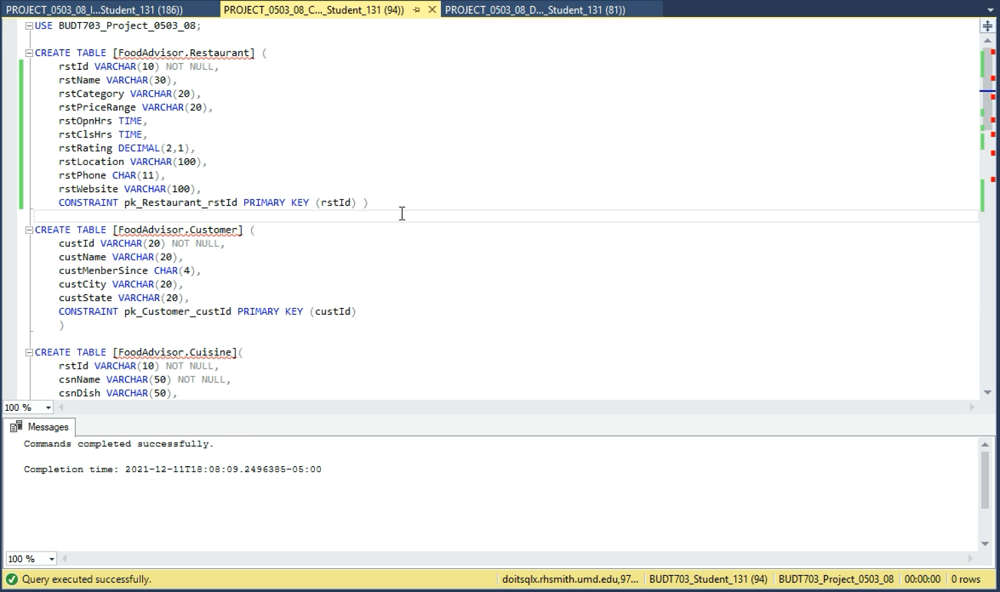 PROJECT_0503_08_I...Student_131 (186))
PROJECT_0503_08_C..._Student_131 (94))
PROJECT_0503_08_D..._Student_131 (81))
USE BUDT703_Project_0503_08;
CREATE TABLE [FoodAdvisor.Restaurant] (
rstId VARCHAR(10) NOT NULL,
rstName VARCHAR(30),
rstCategory VARCHAR(20),
rstPriceRange VARCHAR(20),
rstOpnHrs TIME,
rstClsHrs TIME,
rstRating DECIMAL(2,1),
rstLocation VARCHAR(100),
rstPhone CHAR(11),
rstWebsite VARCHAR(100),
CONSTRAINT pk_Restaurant_rstId PRIMARY KEY (rstId) )
CREATE TABLE [FoodAdvisor.Customer] (
custId VARCHAR(20) NOT NULL,
custName VARCHAR(20),
custMenberSince CHAR(4),
custCity VARCHAR(20),
custState VARCHAR(20),
CONSTRAINT pk_Customer_custId PRIMARY KEY (custId)
)
CREATE TABLE [FoodAdvisor.Cuisine](
rstId VARCHAR(10) NOT NULL,
csnName VARCHAR(50) NOT NULL,
csnDish VARCHAR(50),
100 %
Messages
Commands completed successfully.
Completion time: 2021-12-11T18:08:09.2496385-05:00
100 %
Query executed successfully.
doitsqlx.rhsmith.umd.edu,97...
BUDT703_Student_131 (94)
BUDT703_Project_0503_08
00:00:00
0 rows